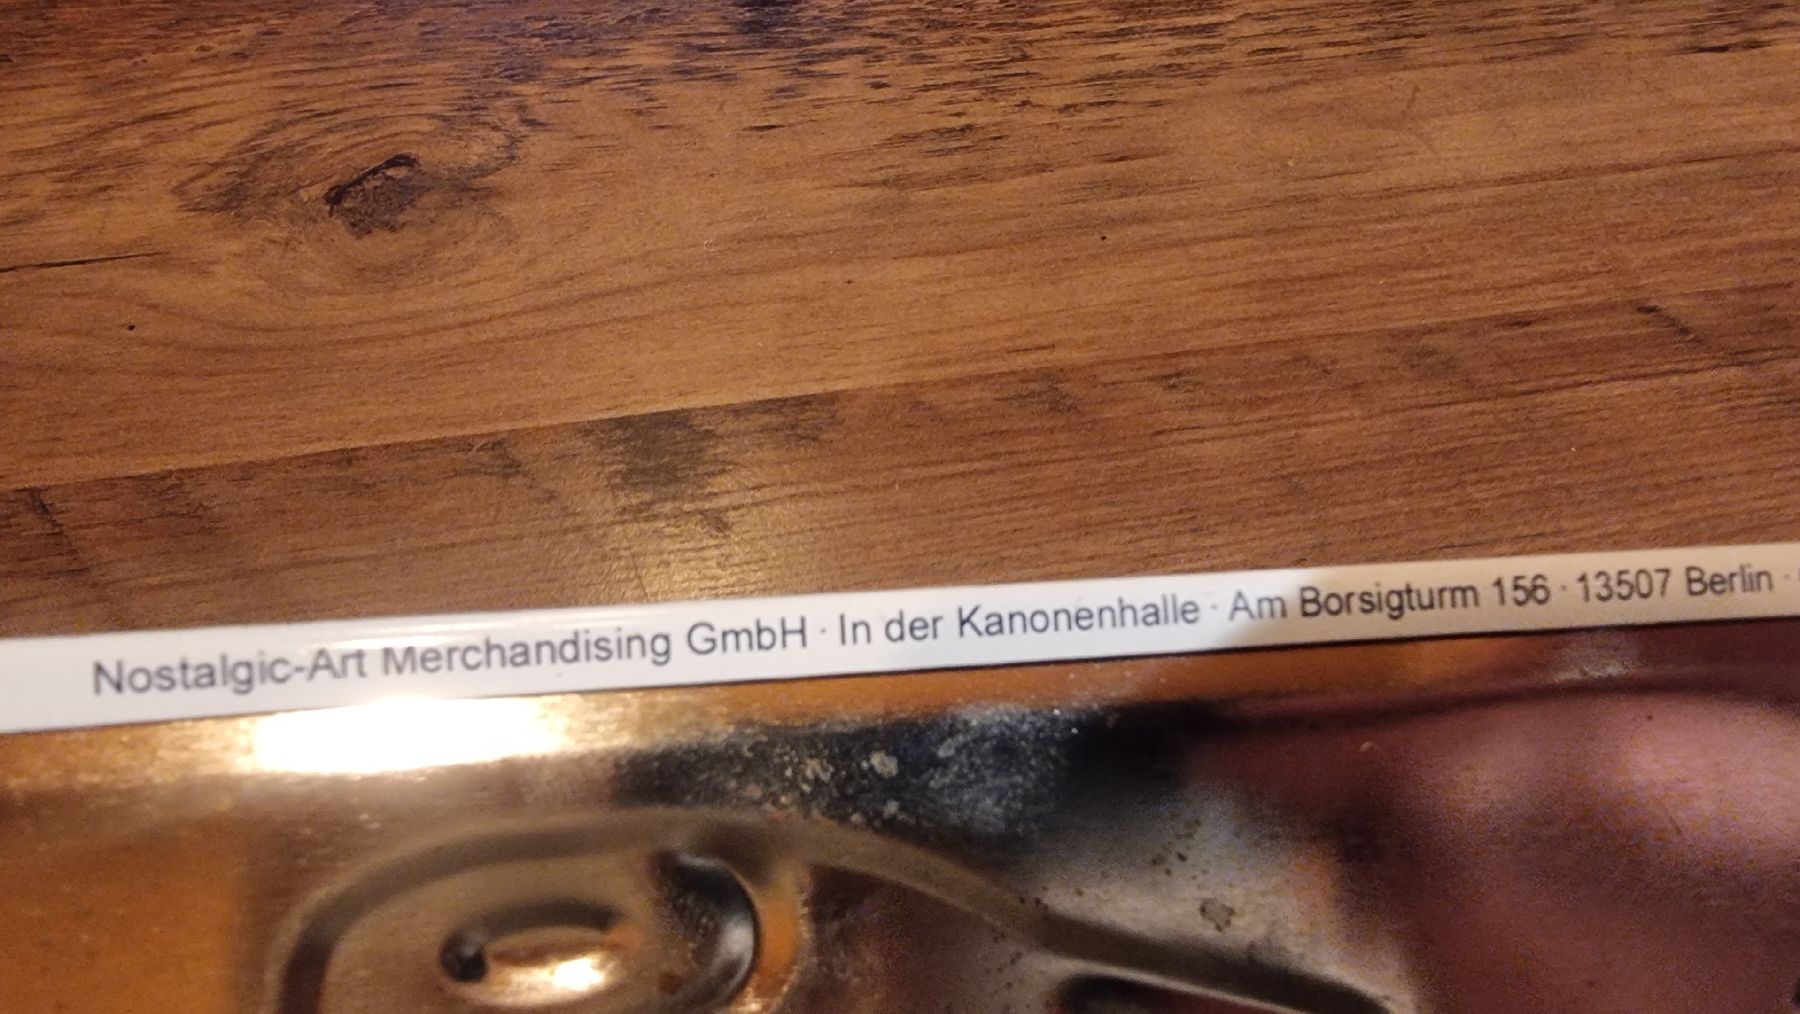 Nostalgic-Art Merchandising GmbH · In der Kanonenhalle · Am Borsigturm 156 · 13507 Berlin ·